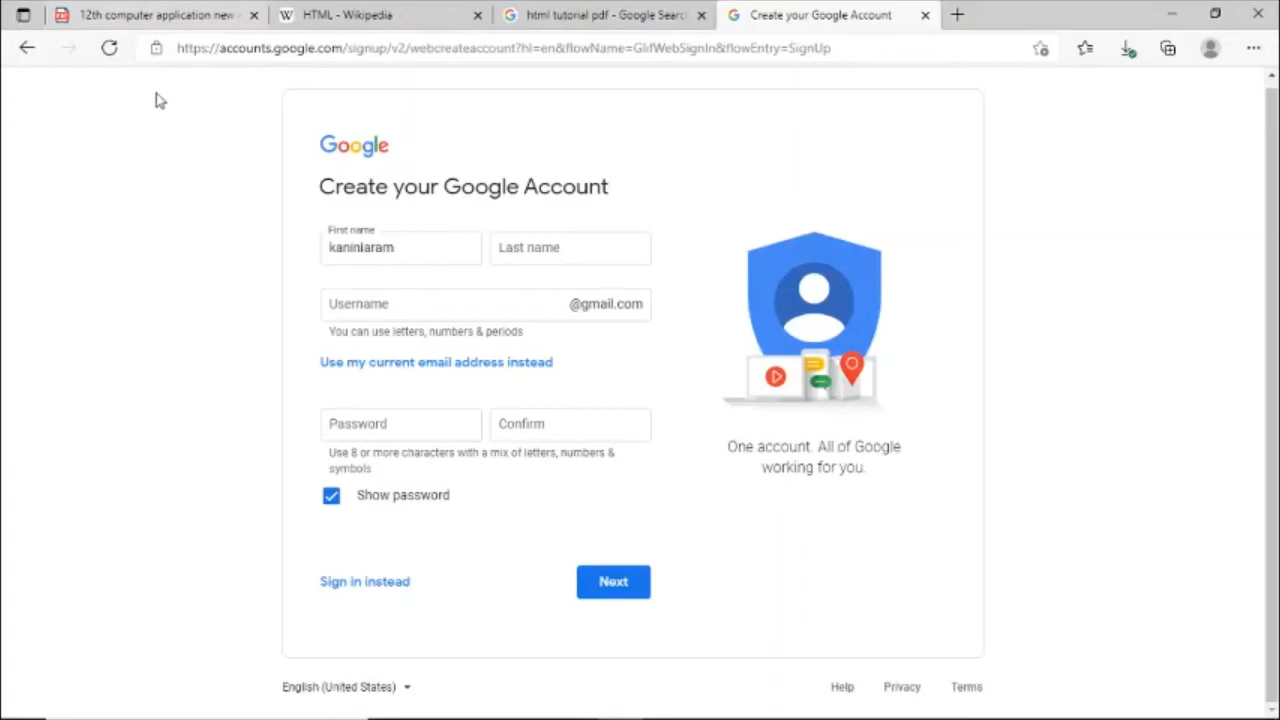 12th computer application new
HTML - Wikipedia
html tutorial pdf - Google Searc
Create your Google Account
https://accounts.google.com/signup/v2/webcreateaccount?hl=en&flowName=GlifWebSignIn&flowEntry=SignUp
Google
Create your Google Account
First name
kaniniaram
Last name
Username
@gmail.com
You can use letters, numbers & periods
Use my current email address instead
Password
Confirm
Use 8 or more characters with a mix of letters, numbers &
symbols
Show password
One account. All of Google
working for you.
Sign in instead
Next
English (United States)
Help
Privacy
Terms